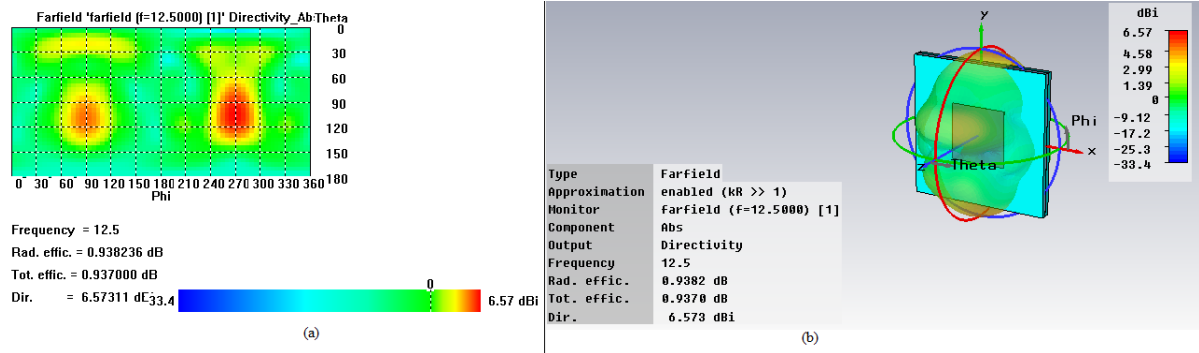 Farfield 'farfield (f=12.5000) [1]' Directivity_Ab:Theta
0
30
60
90
120
150
180
0 30 60 90 120 150 180 210 240 270 300 330 360
Phi
Frequency = 12.5
Rad. effic. = 0.938236 dB
Tot. effic. = 0.937000 dB
Dir. = 6.57311 dB
33.4 0 6.57 dBi
(a)
y
Phi
x
z Theta
dBi
6.57
4.58
2.99
1.39
0
-9.12
-17.2
-25.3
-33.4
Type Farfield
Approximation enabled (kR >> 1)
Monitor farfield (f=12.5000) [1]
Component Abs
Output Directivity
Frequency 12.5
Rad. effic. 0.9382 dB
Tot. effic. 0.9370 dB
Dir. 6.573 dBi
(b)